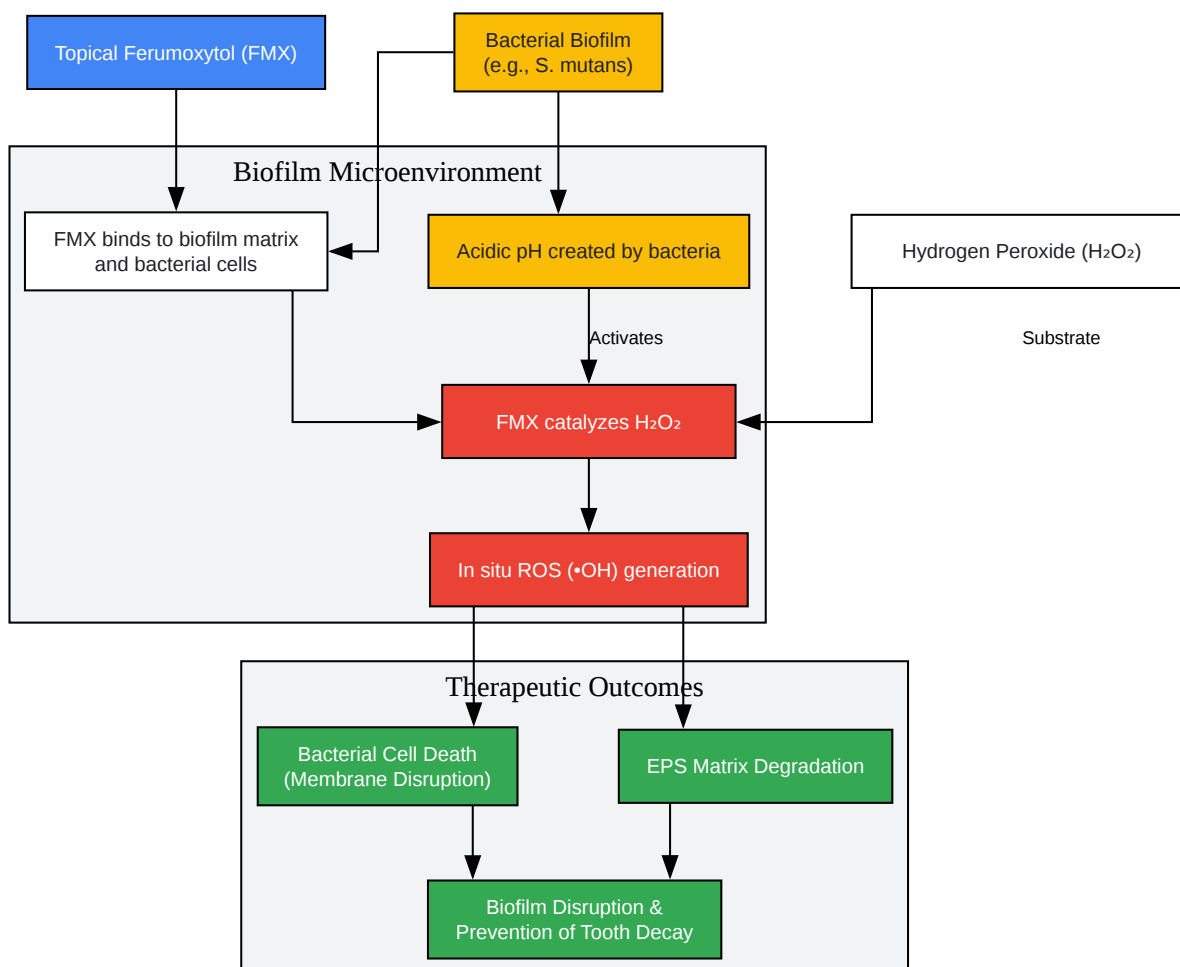 Topical Ferumoxytol (FMX)
Bacterial Biofilm
(e.g., S. mutans)
Biofilm Microenvironment
FMX binds to biofilm matrix
and bacterial cells
Acidic pH created by bacteria
Hydrogen Peroxide (H₂O₂)
Activates
Substrate
FMX catalyzes H₂O₂
In situ ROS (•OH) generation
Therapeutic Outcomes
Bacterial Cell Death
(Membrane Disruption)
EPS Matrix Degradation
Biofilm Disruption &
Prevention of Tooth Decay